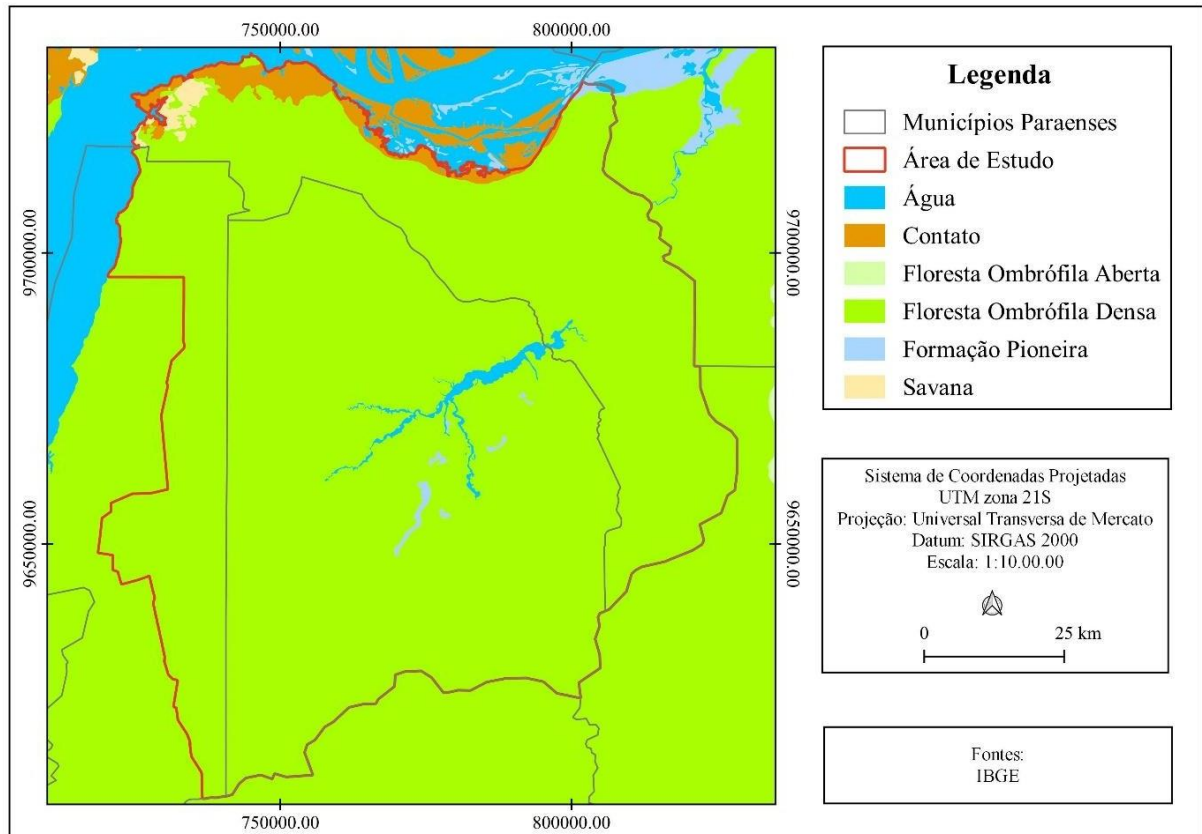 750000.00
800000.00
9700000.00
9650000.00
9700000.00
9650000.00
750000.00
800000.00
Legenda
Municípios Paraenses
Área de Estudo
Água
Contato
Floresta Ombrófila Aberta
Floresta Ombrófila Densa
Formação Pioneira
Savana
Sistema de Coordenadas Projetadas
UTM zona 21S
Projeção: Universal Transversa de Mercato
Datum: SIRGAS 2000
Escala: 1:10.00.00
0 25 km
Fontes:
IBGE